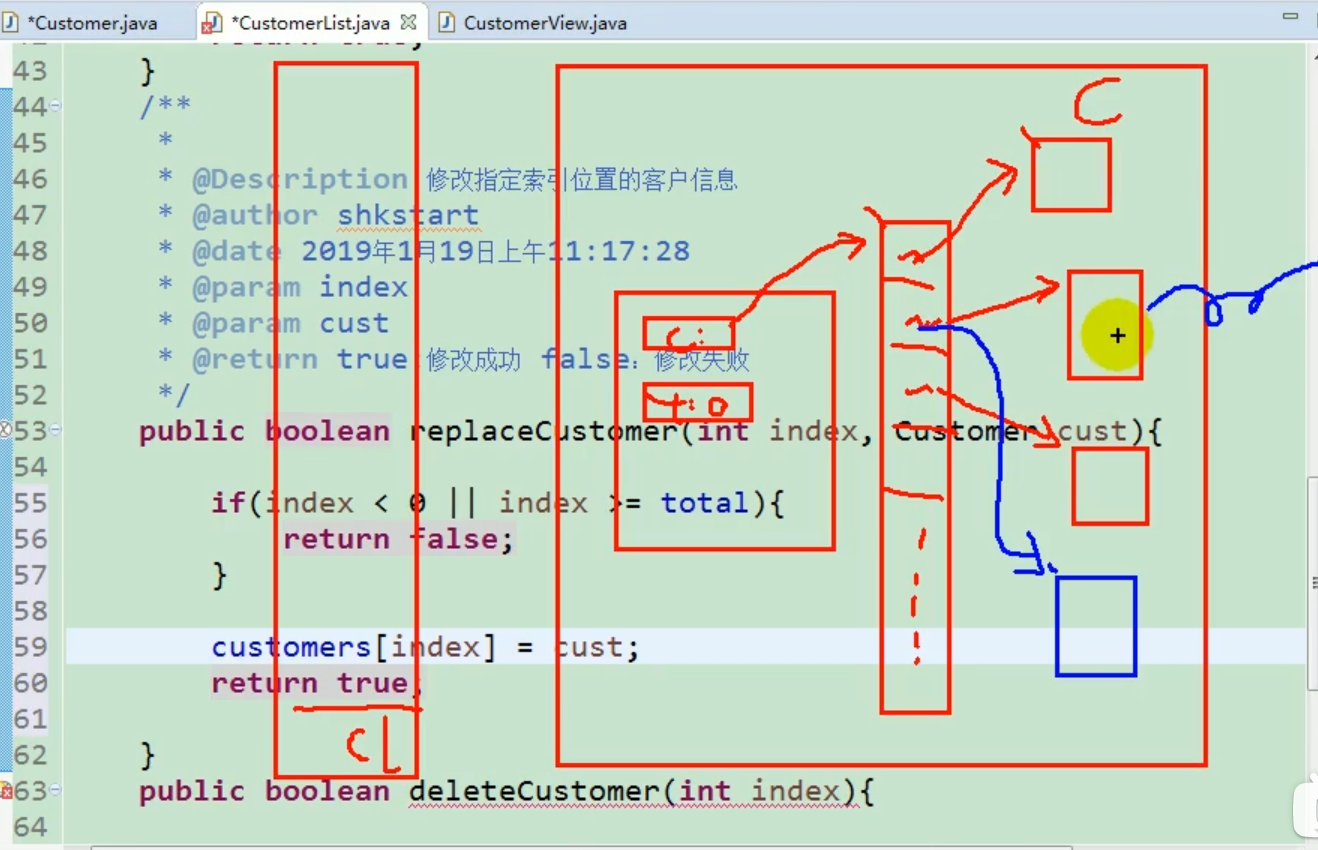 *Customer.java *CustomerList.java CustomerView.java
43 }
44 /**
45 *
46 * @Description 修改指定索引位置的客户信息
47 * @author shkstart
48 * @date 2019年1月19日上午11:17:28
49 * @param index
50 * @param cust
51 * @return true 修改成功 false: 修改失败
52 */
53 public boolean replaceCustomer(int index, Customer cust){
54
55 if(index < 0 || index >= total){
56 return false;
57 }
58
59 customers[index] = cust;
60 return true;
61
62 }
63 public boolean deleteCustomer(int index){
64
C
C:
t:0
Cl